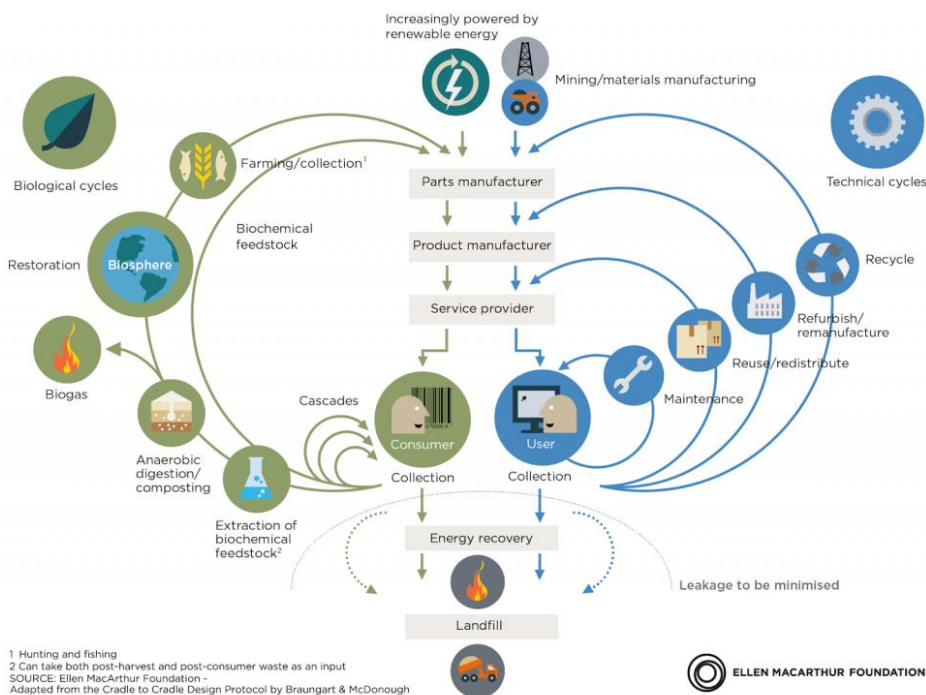 Increasingly powered by
renewable energy
Mining/materials manufacturing
Biological cycles
Farming/collection¹
Technical cycles
Parts manufacturer
Biochemical
feedstock
Product manufacturer
Restoration
Biosphere
Recycle
Service provider
Refurbish/
remanufacture
Reuse/redistribute
Biogas
Cascades
Maintenance
Consumer
User
Anaerobic
digestion/
composting
Collection
Collection
Extraction of
biochemical
feedstock²
Energy recovery
Leakage to be minimised
Landfill
1 Hunting and fishing
2 Can take both post-harvest and post-consumer waste as an input
SOURCE: Ellen MacArthur Foundation -
Adapted from the Cradle to Cradle Design Protocol by Braungart & McDonough
ELLEN MACARTHUR FOUNDATION